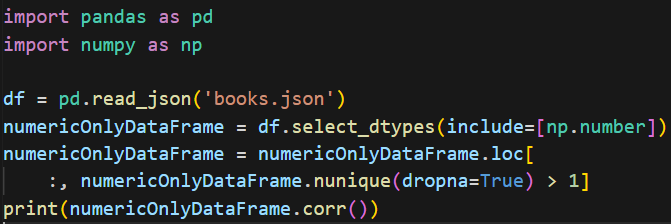 import pandas as pd
import numpy as np

df = pd.read_json('books.json')
numericOnlyDataFrame = df.select_dtypes(include=[np.number])
numericOnlyDataFrame = numericOnlyDataFrame.loc[
    :, numericOnlyDataFrame.nunique(dropna=True) > 1]
print(numericOnlyDataFrame.corr())